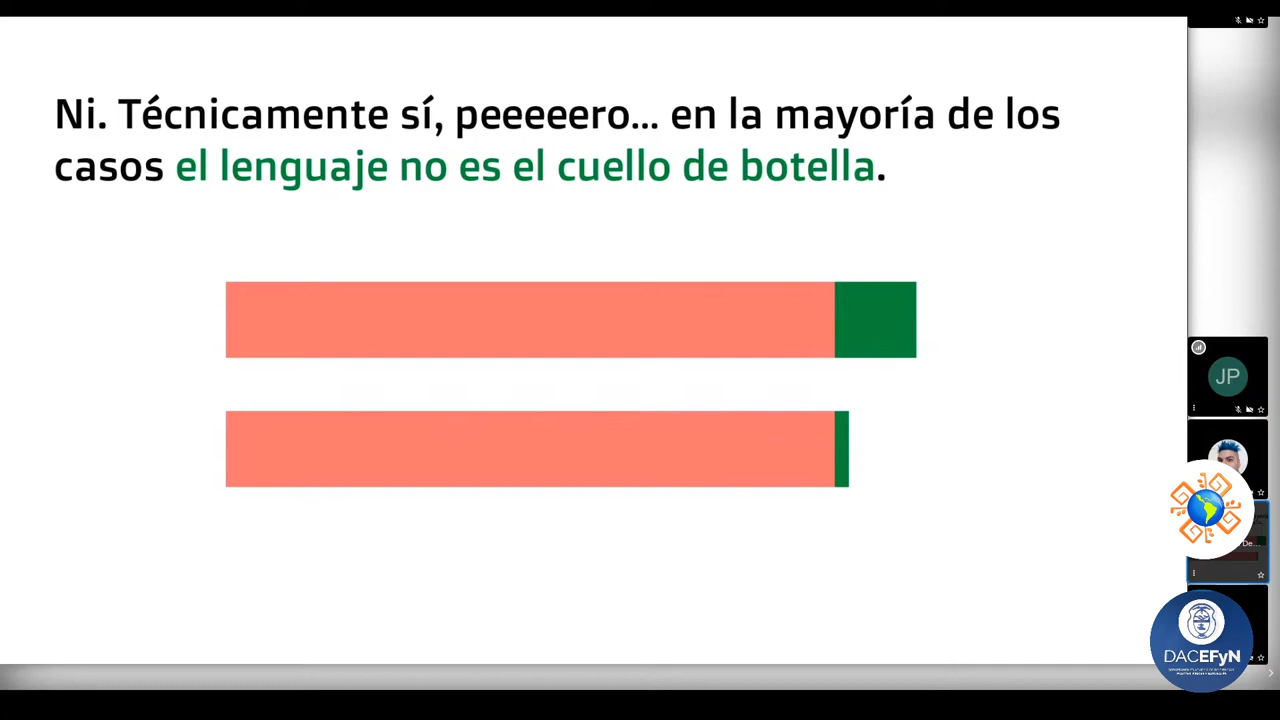 Ni. Técnicamente sí, peeeeero... en la mayoría de los
casos el lenguaje no es el cuello de botella.
JP
De...
DACEFyN